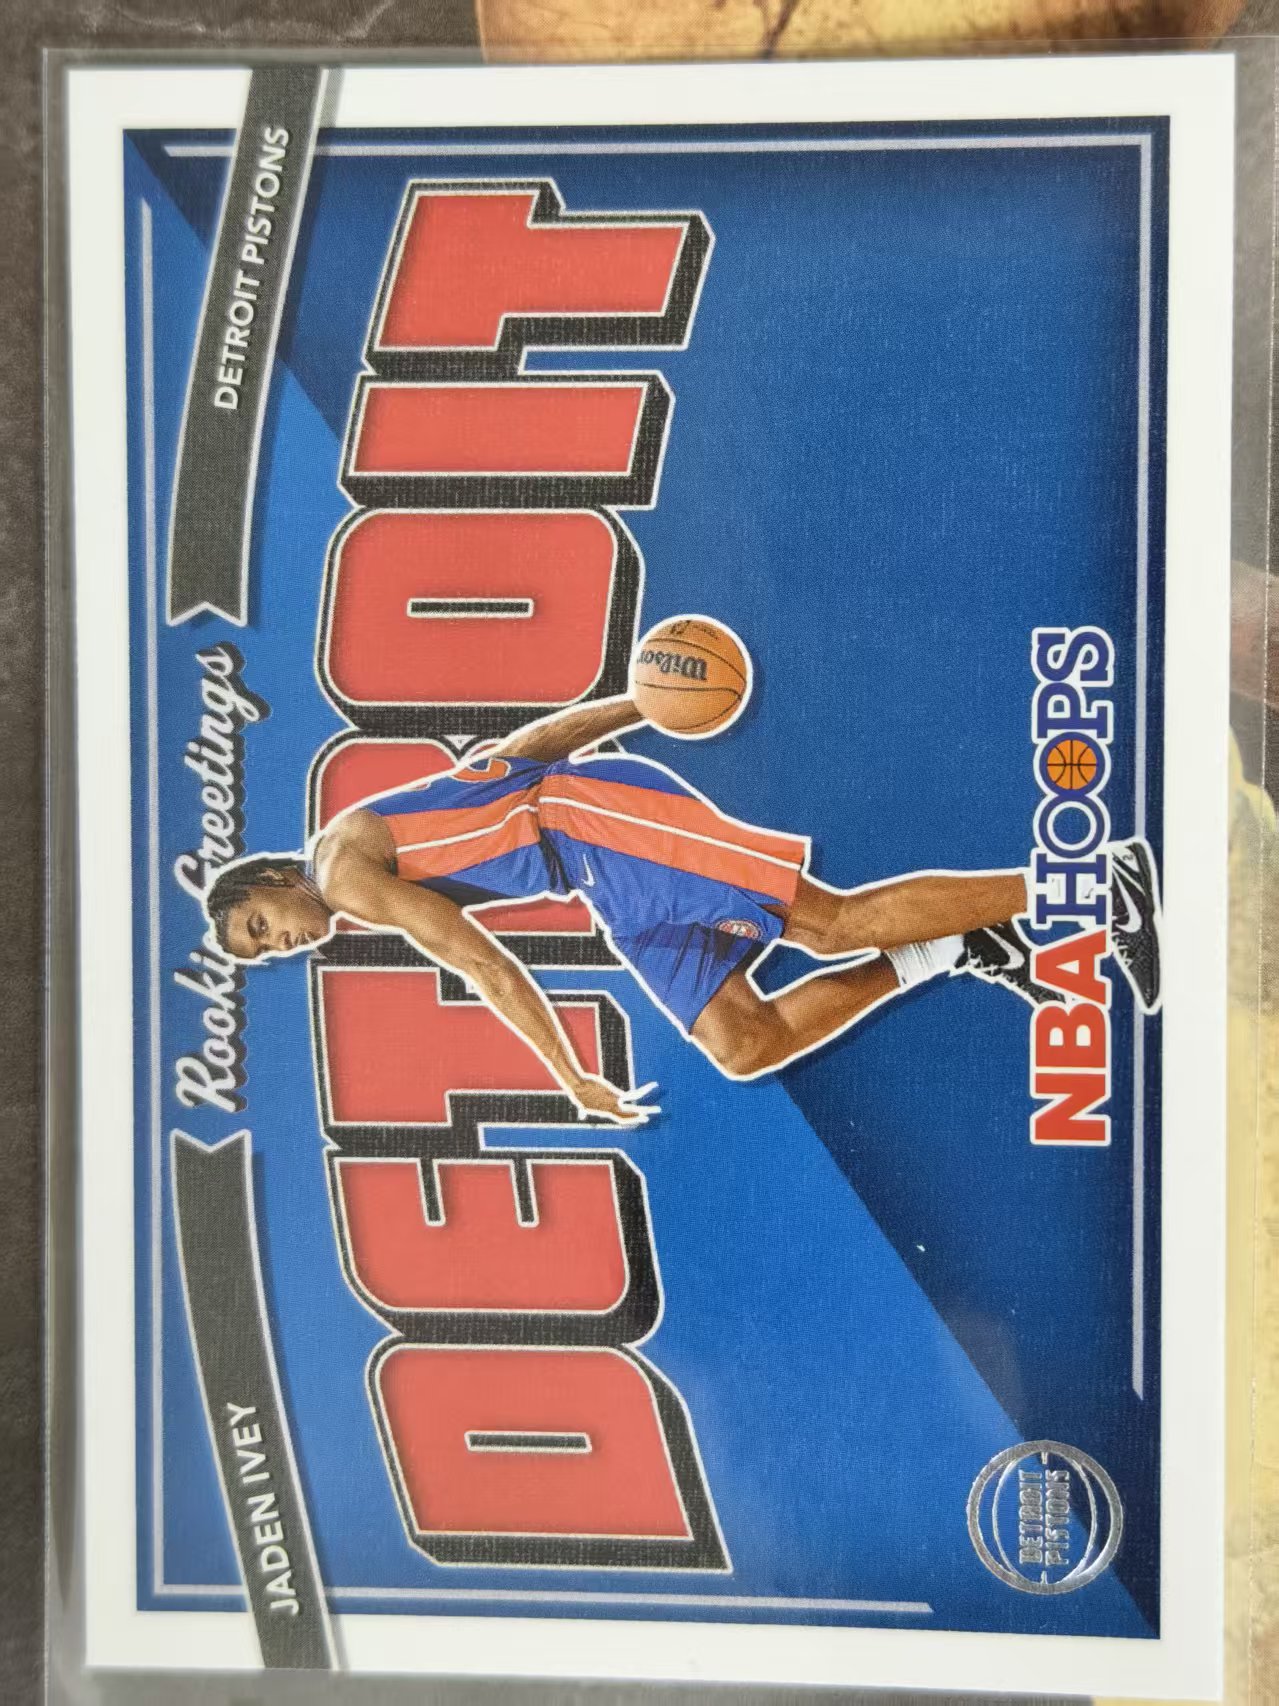 JADEN IVEY
Rookie Greetings
DETROIT PISTONS
DETROIT
Wilson
NBA HOOPS
DETROIT
PISTONS